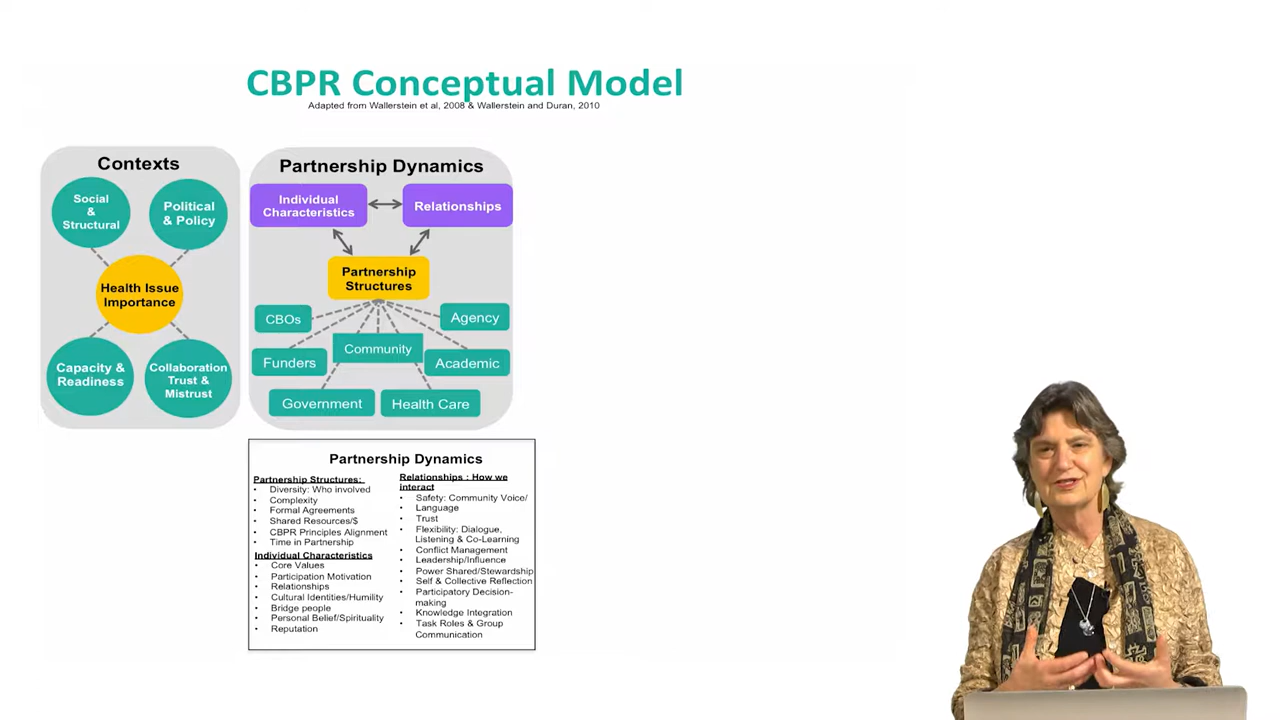 CBPR Conceptual Model
Adapted from Wallerstein et al, 2008 & Wallerstein and Duran, 2010
Contexts
Social
&
Structural
Political
& Policy
Health Issue
Importance
Capacity &
Readiness
Collaboration
Trust &
Mistrust
Partnership Dynamics
Individual
Characteristics
Relationships
Partnership
Structures
CBOs
Agency
Community
Funders
Academic
Government
Health Care
Partnership Dynamics
Partnership Structures:
• Diversity: Who involved
• Complexity
• Formal Agreements
• Shared Resources/$
• CBPR Principles Alignment
• Time in Partnership
Individual Characteristics
• Core Values
• Participation Motivation
• Relationships
• Cultural Identities/Humility
• Bridge people
• Personal Belief/Spirituality
• Reputation
Relationships : How we
interact
• Safety: Community Voice/
• Language
• Trust
• Flexibility: Dialogue,
Listening & Co-Learning
• Conflict Management
• Leadership/Influence
• Power Shared/Stewardship
• Self & Collective Reflection
• Participatory Decision-
making
• Knowledge Integration
• Task Roles & Group
Communication